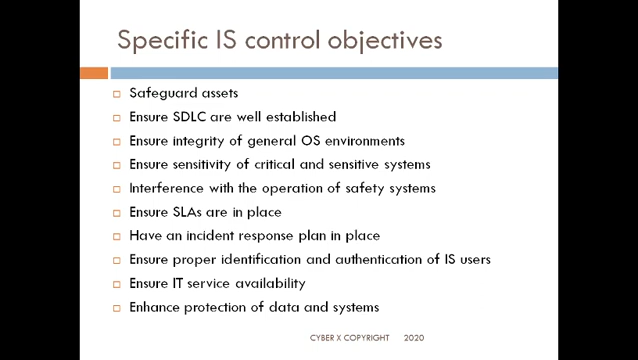 Specific IS control objectives
Safeguard assets
Ensure SDLC are well established
Ensure integrity of general OS environments
Ensure sensitivity of critical and sensitive systems
Interference with the operation of safety systems
Ensure SLAs are in place
Have an incident response plan in place
Ensure proper identification and authentication of IS users
Ensure IT service availability
Enhance protection of data and systems
CYBER X COPYRIGHT 2020